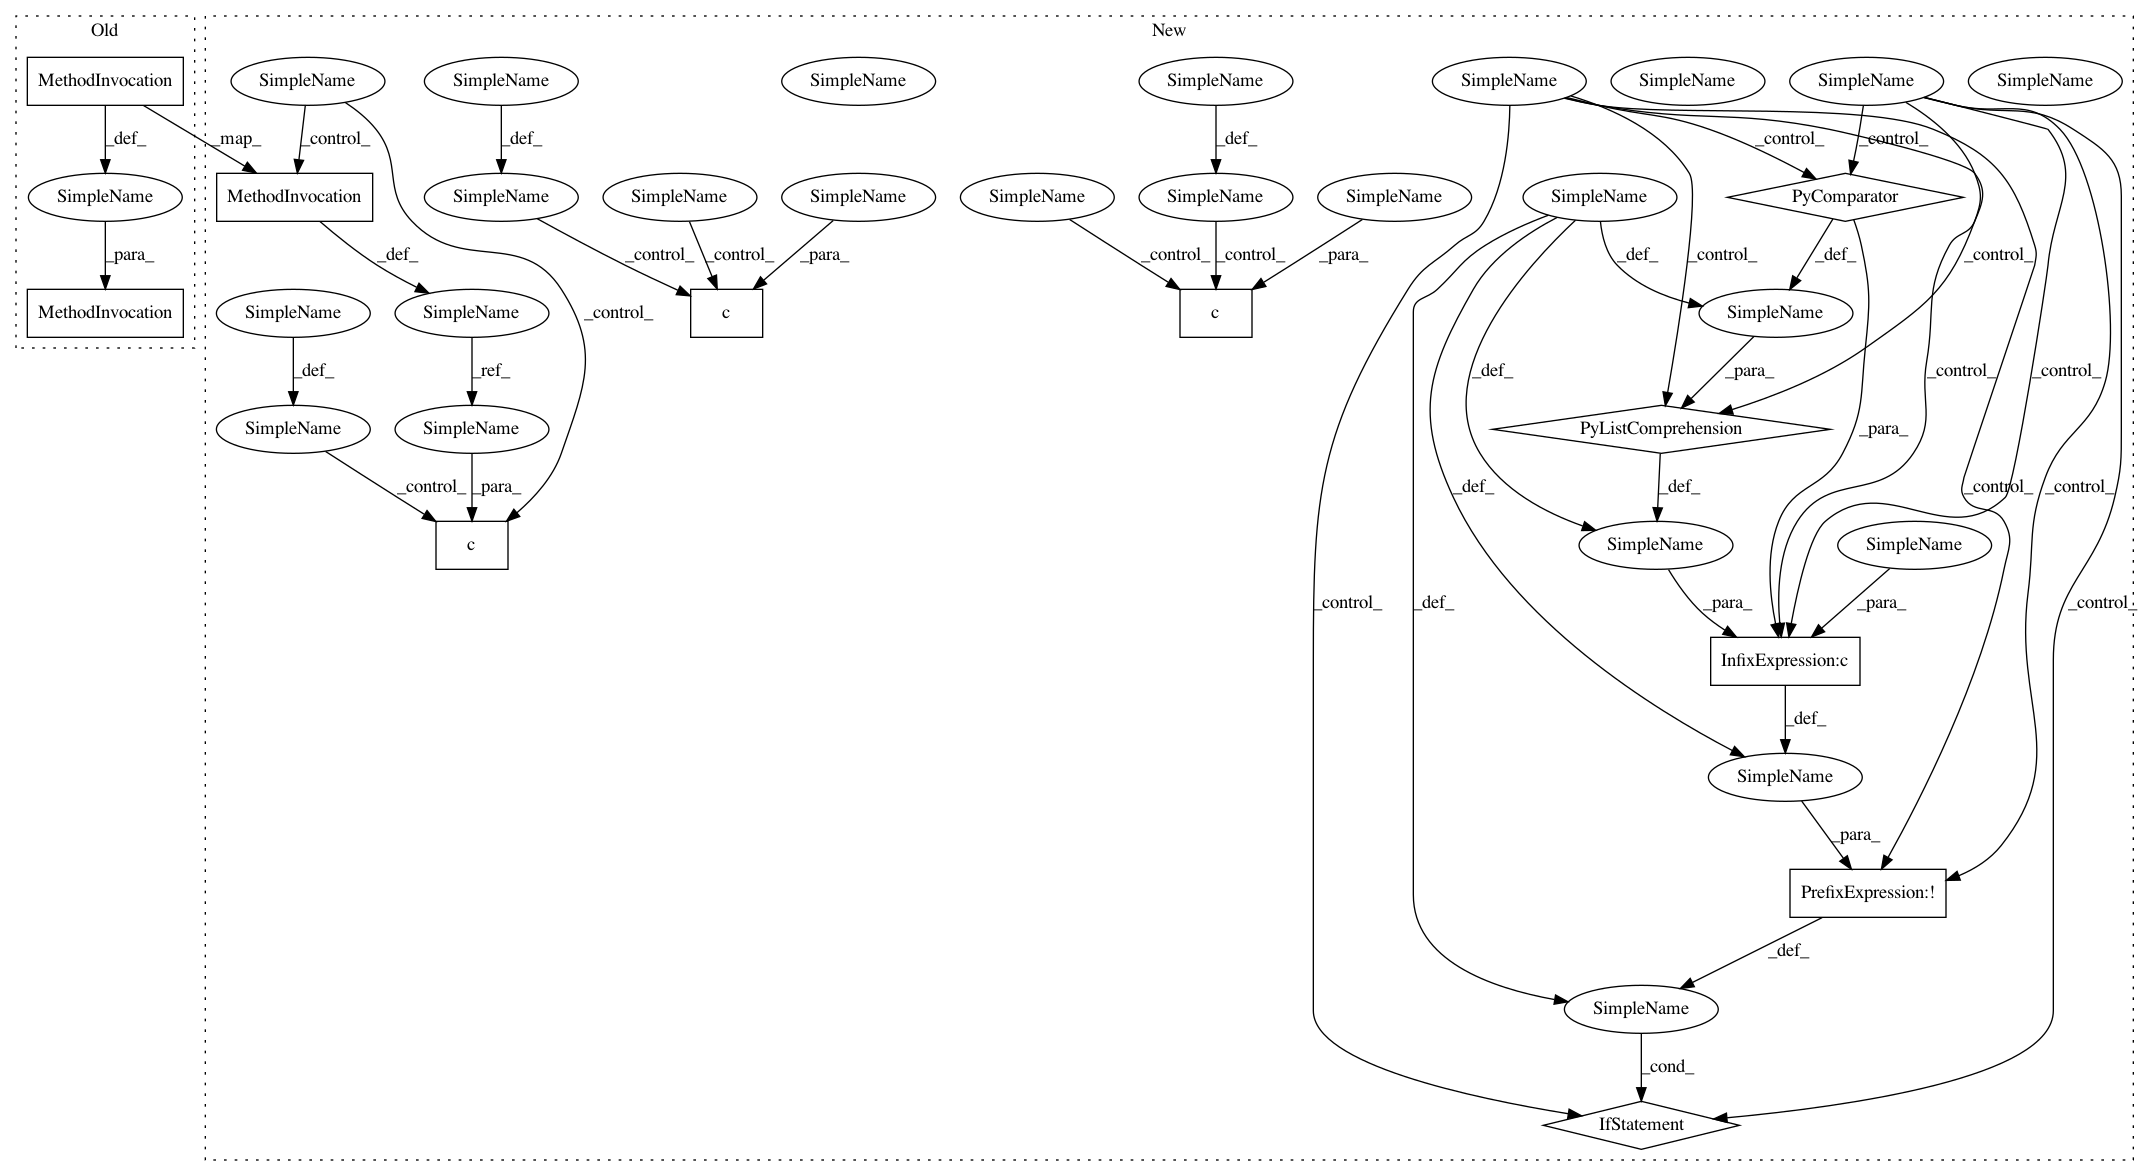 Old New
MethodInvocation SimpleName SimpleName SimpleName SimpleName SimpleName SimpleName SimpleName SimpleName
_def_ _map_ _control_ _def_ _def_ _control_ _control_
SimpleName MethodInvocation SimpleName SimpleName SimpleName SimpleName SimpleName SimpleName SimpleName PyComparator
_para_ _def_ _control_ _control_ _para_ _control_ _control_ _para_ _def_ _control_ _def_ _control_
MethodInvocation SimpleName SimpleName _control_ c c SimpleName
_def_ _ref_ _def_ _para_ _control_ _control_
SimpleName SimpleName PyListComprehension _para_
_control_ _para_ _def_ _def_ _control_ _control_
c SimpleName SimpleName
_control_ _def_ _para_ _para_ _control_
InfixExpression:c
_def_
SimpleName
_para_
PrefixExpression:!
_def_
SimpleName
_cond_
IfStatement